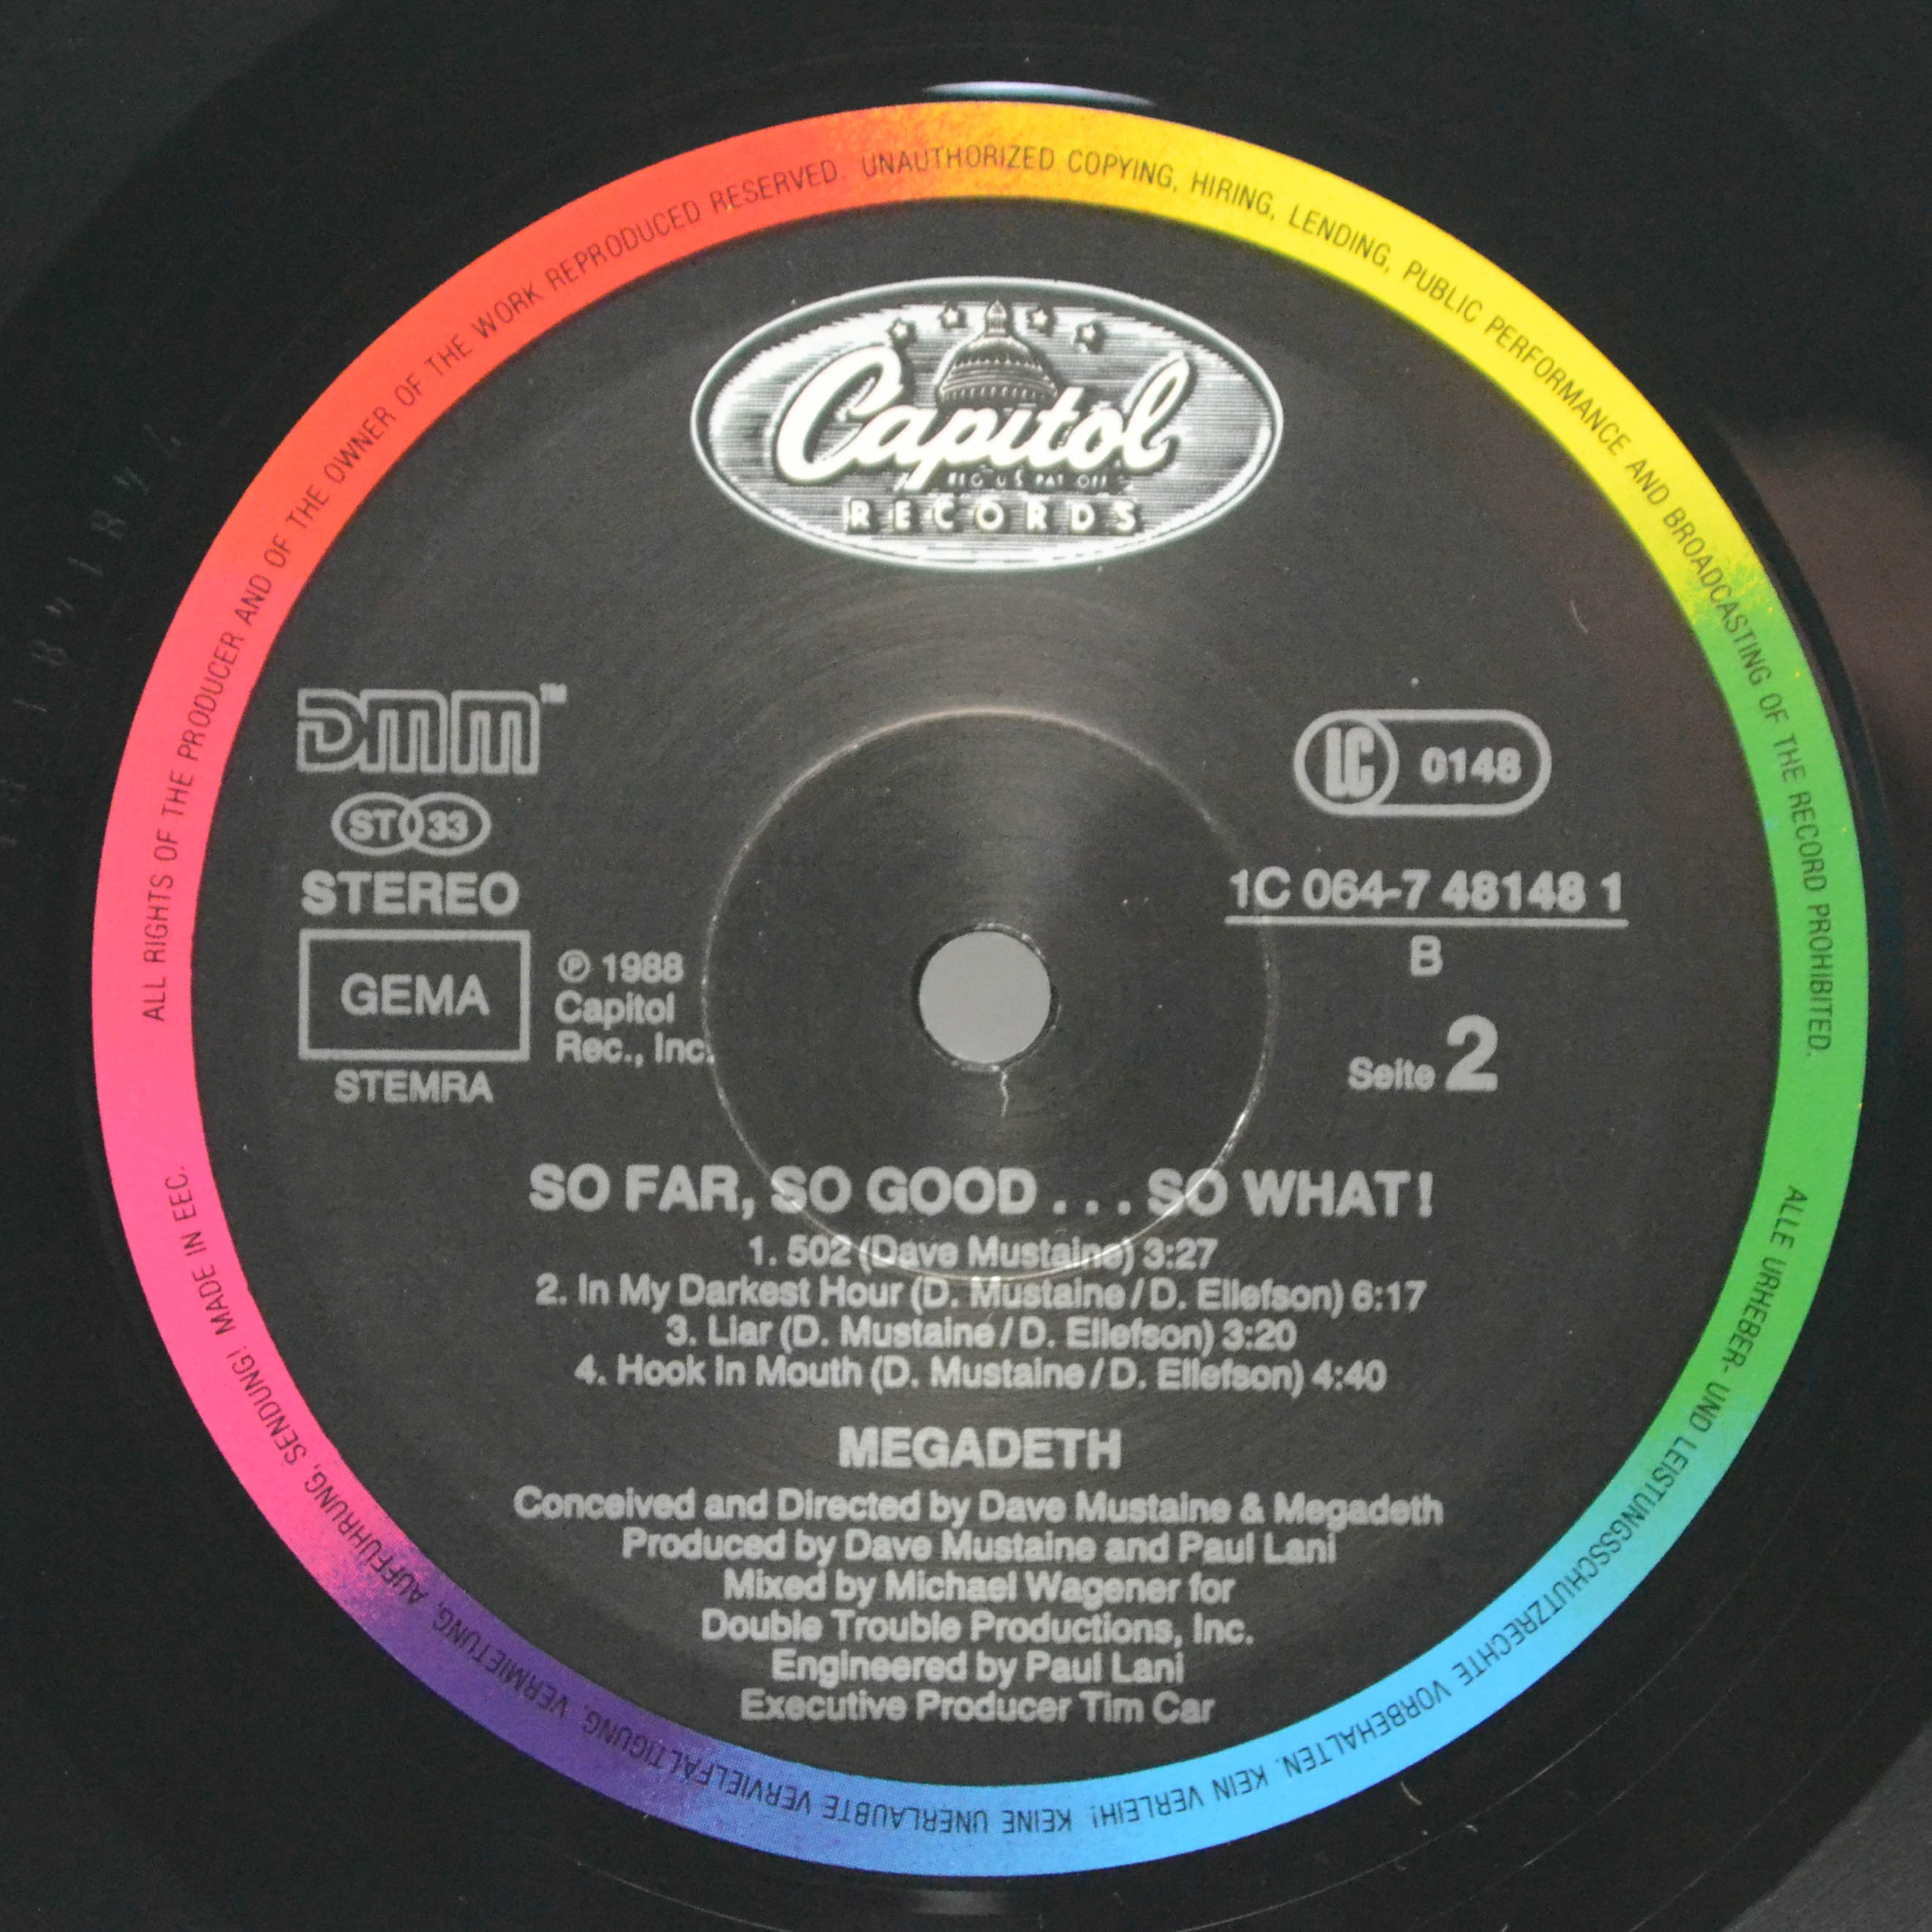 ALL RIGHTS OF THE PRODUCER AND OF THE OWNER OF THE WORK REPRODUCED RESERVED. UNAUTHORIZED COPYING, HIRING, LENDING, PUBLIC PERFORMANCE AND BROADCASTING OF THE RECORD PROHIBITED.
Capitol
REG US PAT OFF
RECORDS
DMM™
ST 33
STEREO
GEMA
STEMRA
℗ 1988
Capitol
Rec., Inc.
LC 0148
1C 064-7 48148 1
B
Seite 2
SO FAR, SO GOOD . . . SO WHAT!
1. 502 (Dave Mustaine) 3:27
2. In My Darkest Hour (D. Mustaine/D. Ellefson) 6:17
3. Liar (D. Mustaine/D. Ellefson) 3:20
4. Hook In Mouth (D. Mustaine/D. Ellefson) 4:40
MEGADETH
Conceived and Directed by Dave Mustaine & Megadeth
Produced by Dave Mustaine and Paul Lani
Mixed by Michael Wagener for
Double Trouble Productions, Inc.
Engineered by Paul Lani
Executive Producer Tim Car
ALLE URHEBER- UND LEISTUNGSSCHUTZRECHTE VORBEHALTEN. KEIN VERLEIH! KEINE UNERLAUBTE VERVIELFÄLTIGUNG, VERMIETUNG, AUFFÜHRUNG, SENDUNG! MADE IN EEC.